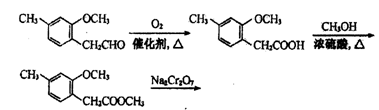 CH₃ OCH₃ CH₂CHO O₂ 催化剂,△ CH₃ OCH₃ CH₂COOH CH₃OH 浓硫酸,△
CH₃ OCH₃ CH₂COOCH₃ Na₂Cr₂O₇